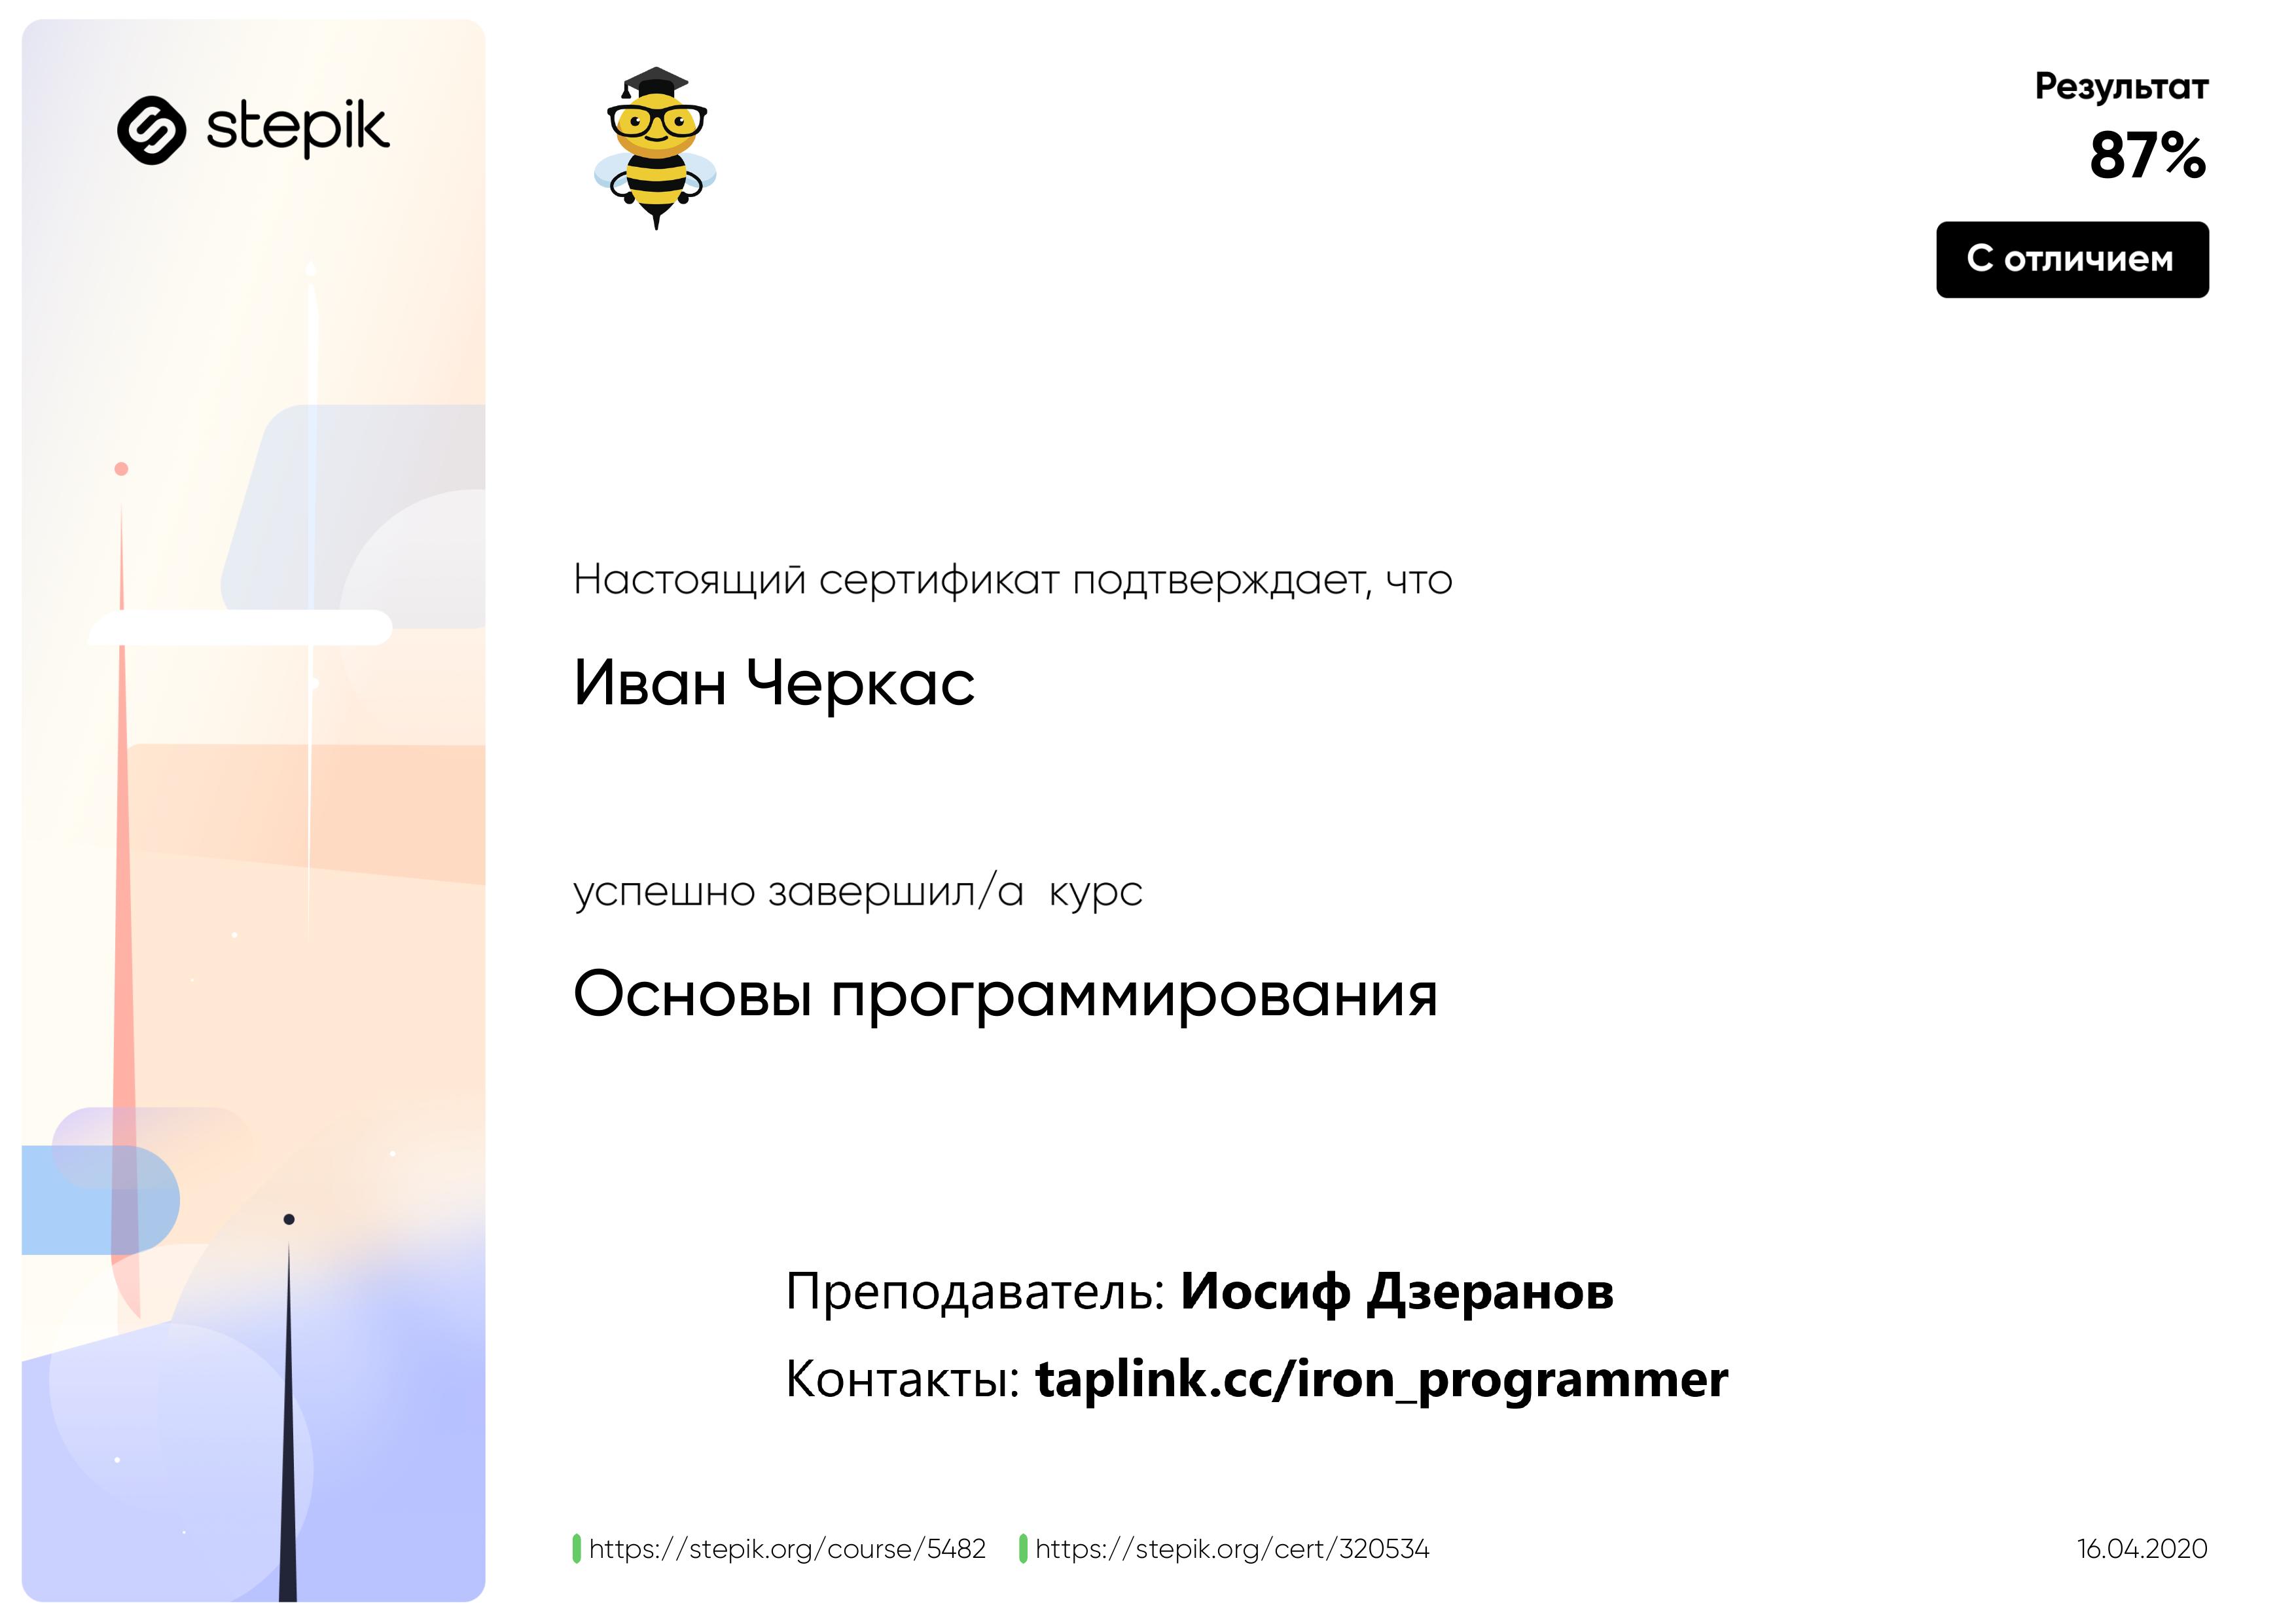 stepik
Результат
87%
С отличием
Настоящий сертификат подтверждает, что
Иван Черкас
успешно завершил/а  курс
Основы программирования
Преподаватель: Иосиф Дзеранов
Контакты: taplink.cc/iron_programmer
https://stepik.org/course/5482 https://stepik.org/cert/320534 16.04.2020